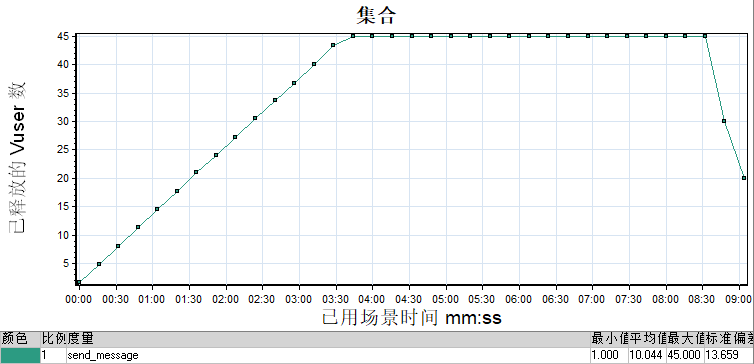 集合
已释放的 Vuser 数
45
40
35
30
25
20
15
10
5
00:00 00:30 01:00 01:30 02:00 02:30 03:00 03:30 04:00 04:30 05:00 05:30 06:00 06:30 07:00 07:30 08:00 08:30 09:00
已用场景时间 mm:ss
颜色 比例度量 最小值平均值最大值标准偏差
1 send_message 1.000 10.044 45.000 13.659